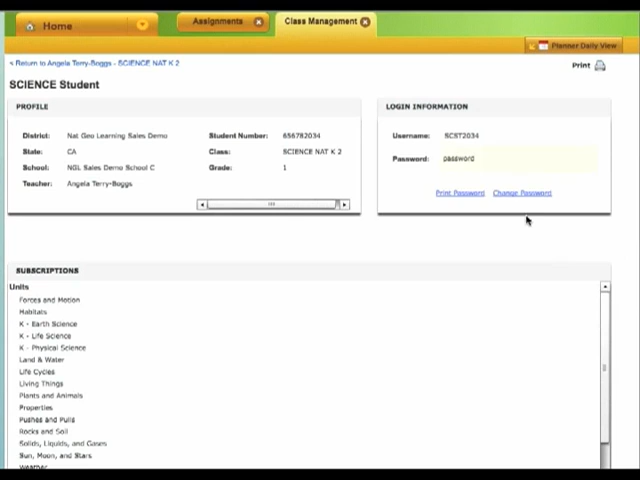 Home
Assignments
Class Management
Planner Daily View
< Return to Angela Terry-Boggs - SCIENCE NAT K 2
Print
SCIENCE Student
PROFILE
District: Nat Geo Learning Sales Demo
Student Number: 656782034
State: CA
Class: SCIENCE NAT K 2
School: NGL Sales Demo School C
Grade: 1
Teacher: Angela Terry-Boggs
LOGIN INFORMATION
Username: SCST2034
Password: password
Print Password Change Password
SUBSCRIPTIONS
Units
Forces and Motion
Habitats
K - Earth Science
K - Life Science
K - Physical Science
Land & Water
Life Cycles
Living Things
Plants and Animals
Properties
Pushes and Pulls
Rocks and Soil
Solids, Liquids, and Gases
Sun, Moon, and Stars
Weather